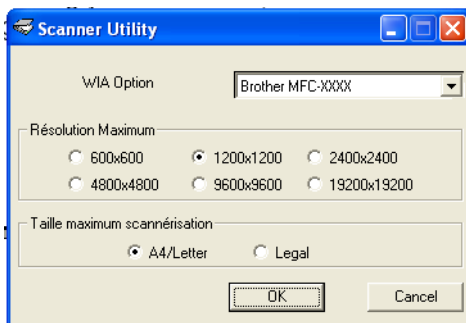 Scanner Utility
WIA Option Brother MFC-XXXX
Résolution Maximum
600x600 1200x1200 2400x2400
4800x4800 9600x9600 19200x19200
Taille maximum scannérisation
A4/Letter Legal
OK Cancel